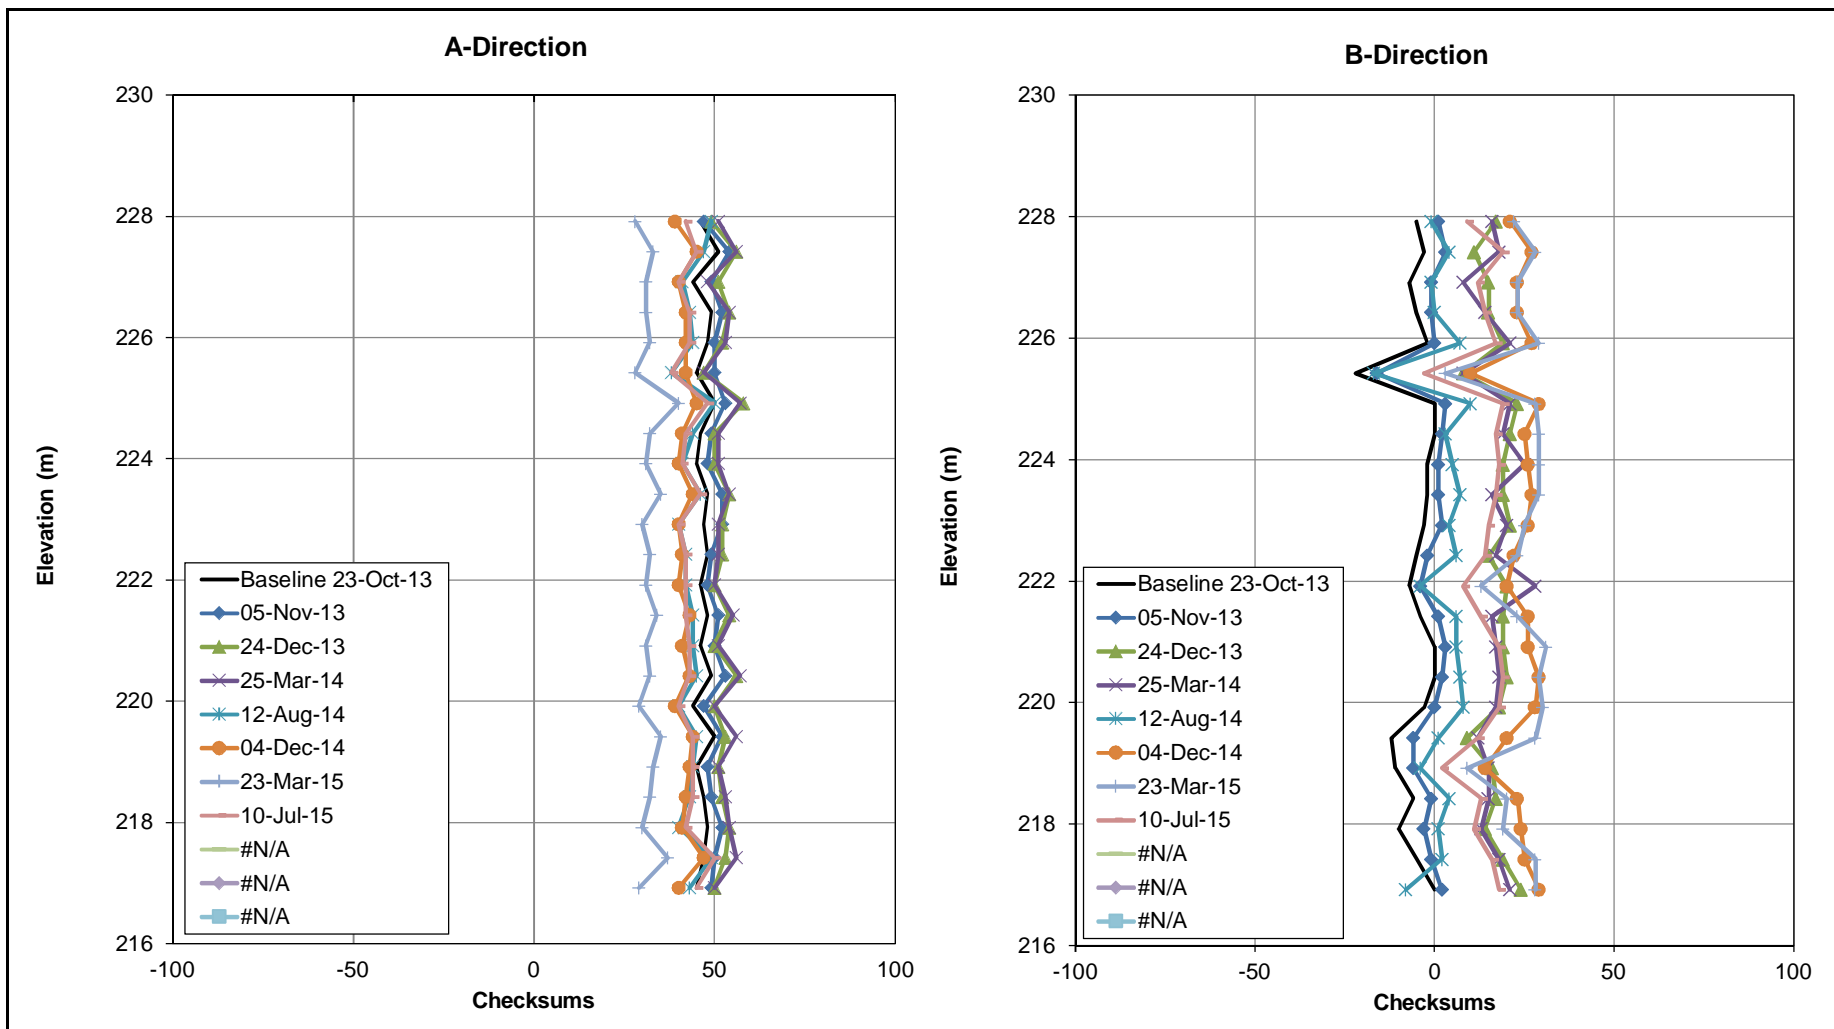 A-Direction
230
228
226
224
222
220
218
216
-100
-50
0
50
100
Elevation (m)
Checksums
Baseline 23-Oct-13
05-Nov-13
24-Dec-13
25-Mar-14
12-Aug-14
04-Dec-14
23-Mar-15
10-Jul-15
#N/A
#N/A
#N/A
B-Direction
230
228
226
224
222
220
218
216
-100
-50
0
50
100
Elevation (m)
Checksums
Baseline 23-Oct-13
05-Nov-13
24-Dec-13
25-Mar-14
12-Aug-14
04-Dec-14
23-Mar-15
10-Jul-15
#N/A
#N/A
#N/A